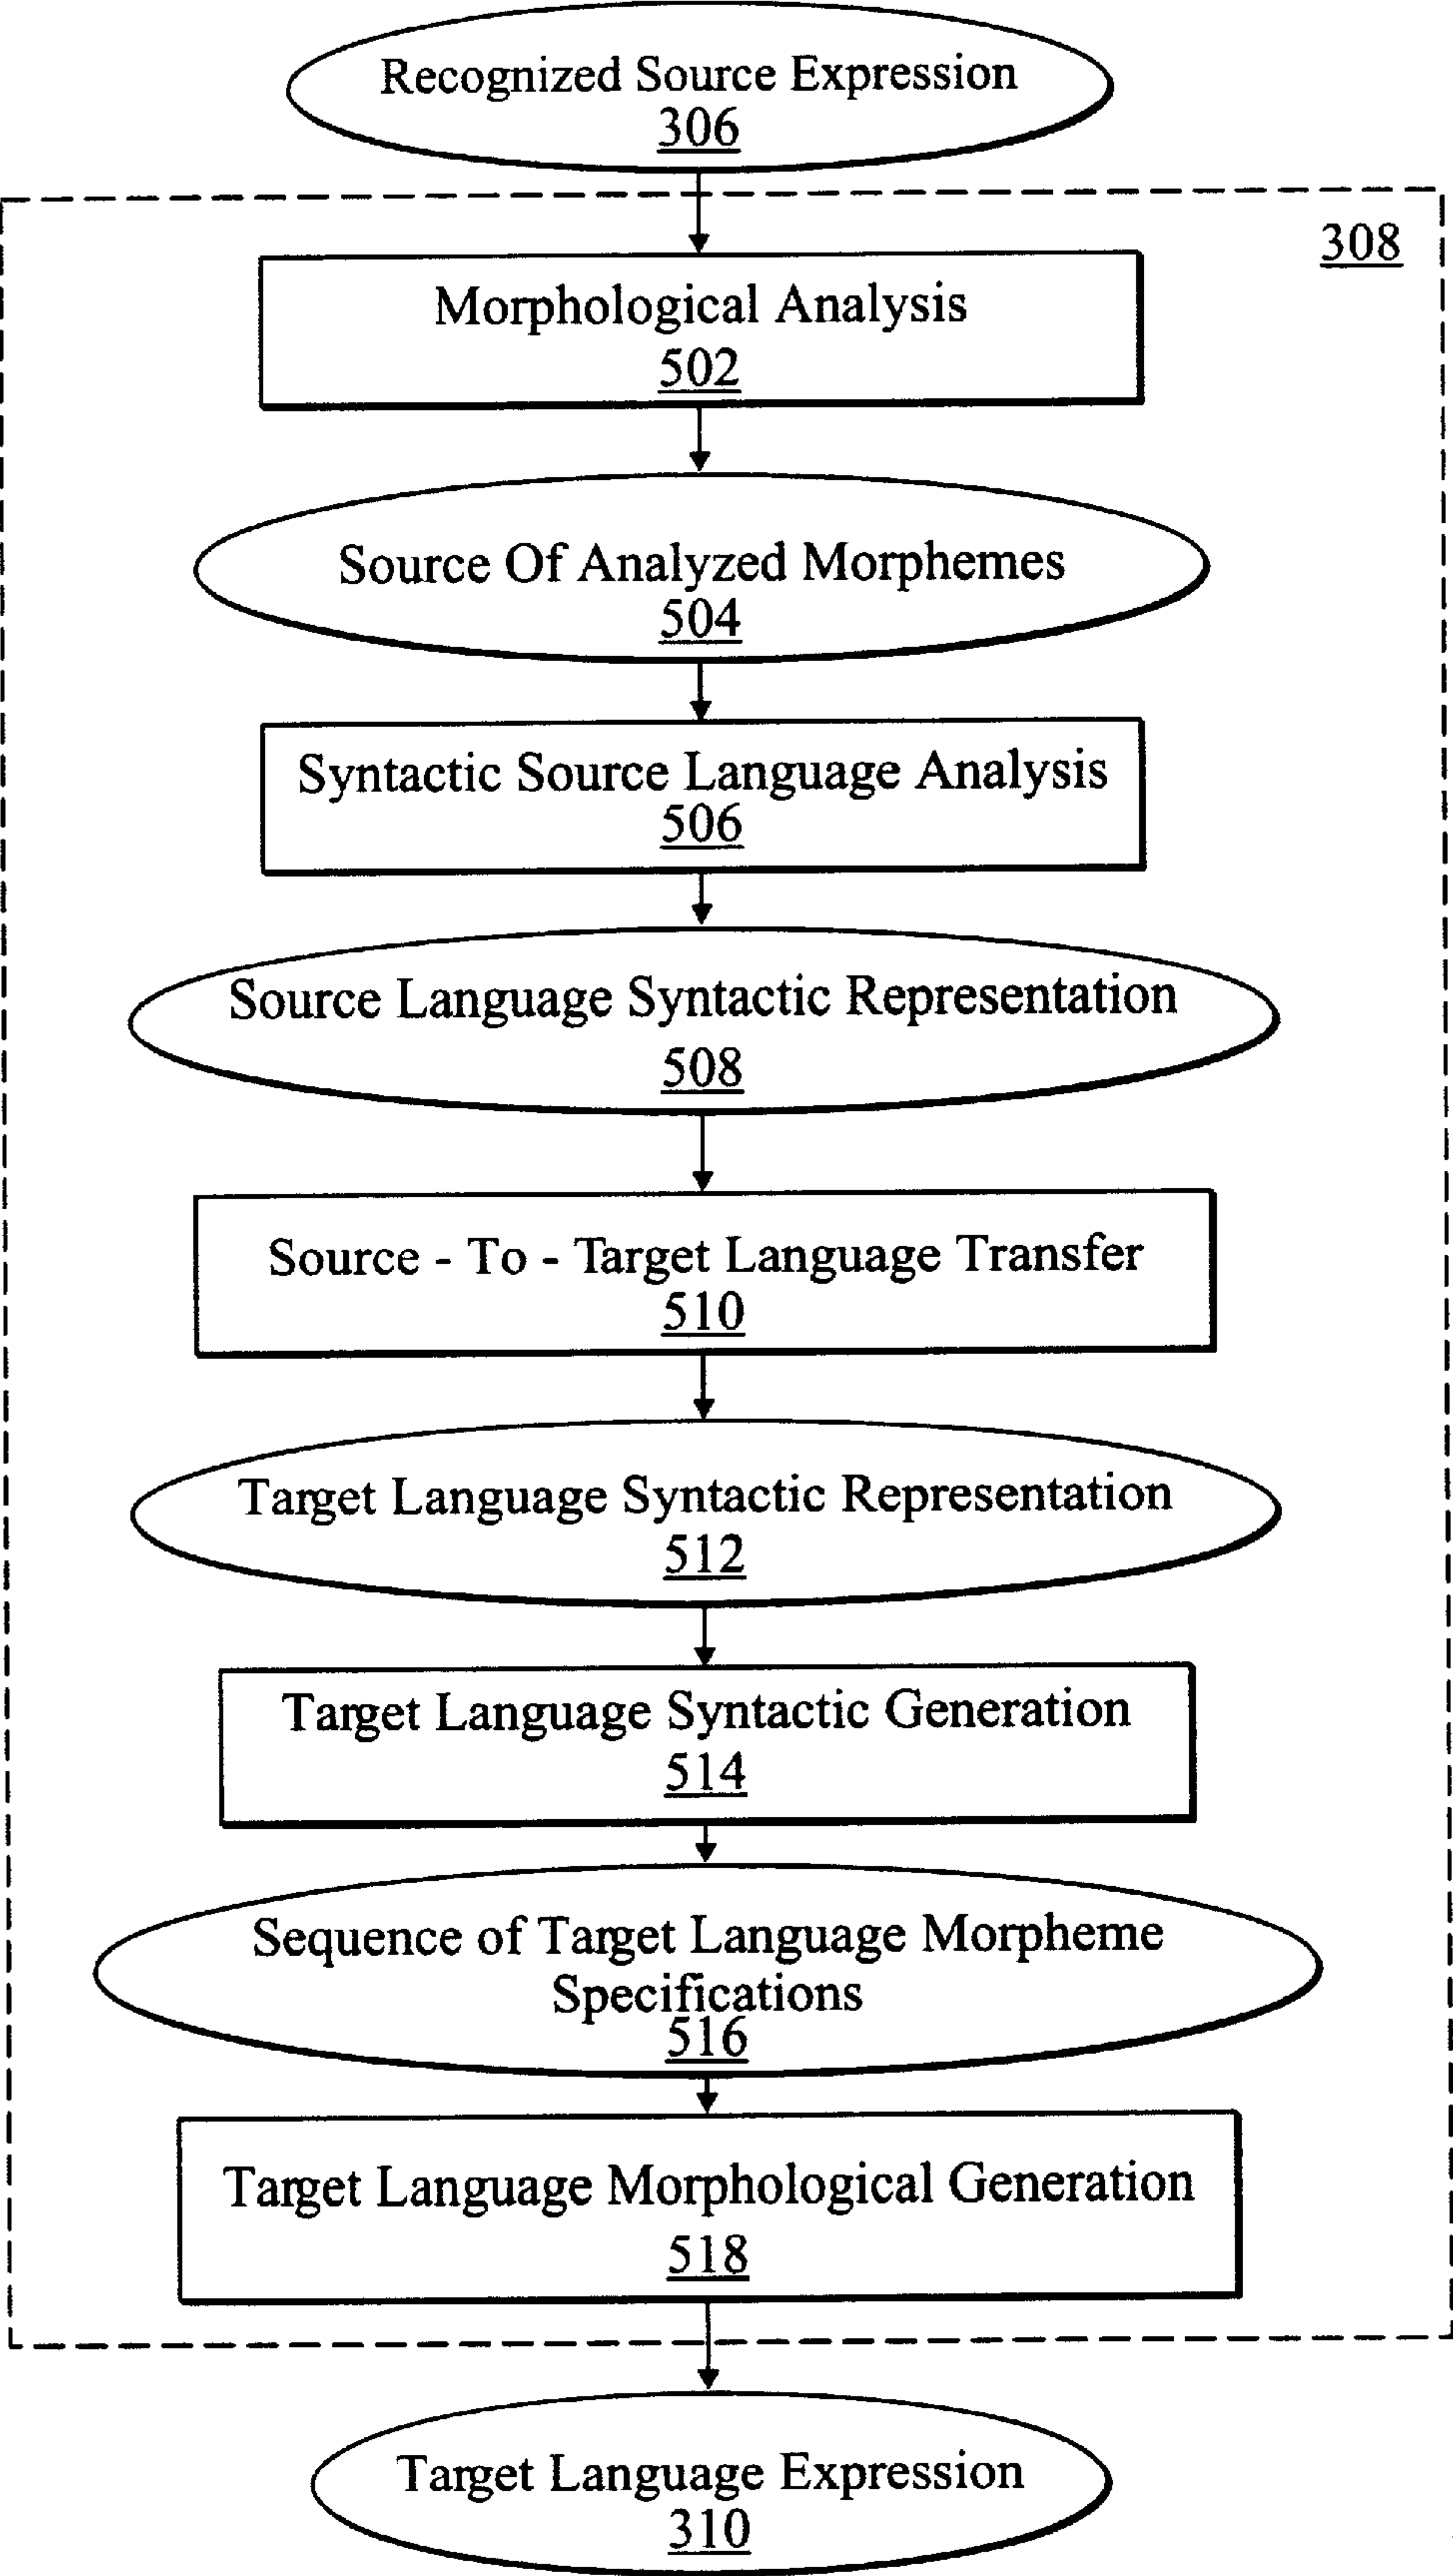 Recognized Source Expression
306
308
Morphological Analysis
502
Source Of Analyzed Morphemes
504
Syntactic Source Language Analysis
506
Source Language Syntactic Representation
508
Source - To - Target Language Transfer
510
Target Language Syntactic Representation
512
Target Language Syntactic Generation
514
Sequence of Target Language Morpheme
Specifications
516
Target Language Morphological Generation
518
Target Language Expression
310